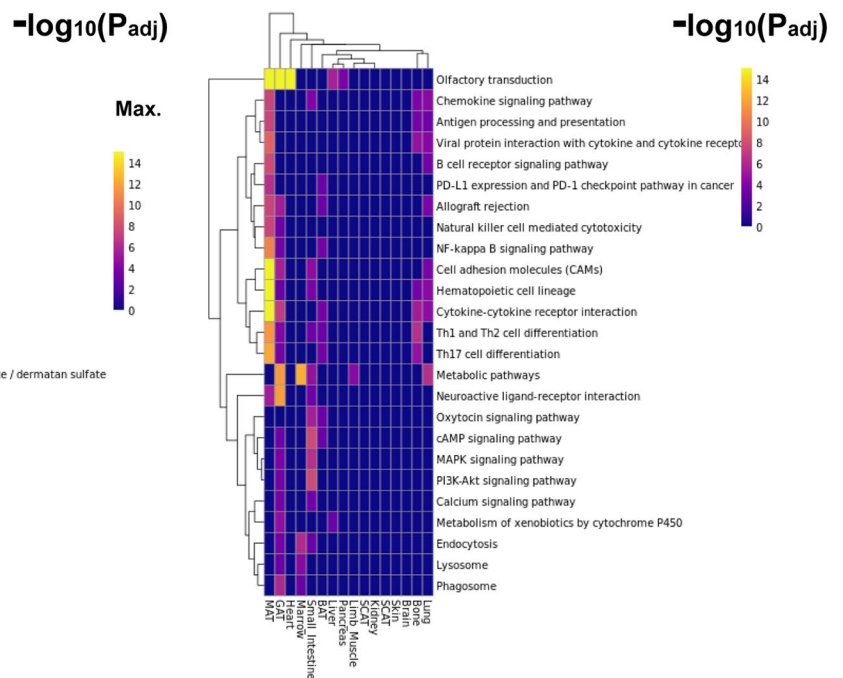 -log10(Padj)
-log10(Padj)
Max.
14
12
10
8
6
4
2
0
14
12
10
8
6
4
2
0
Olfactory transduction
Chemokine signaling pathway
Antigen processing and presentation
Viral protein interaction with cytokine and cytokine recepto
B cell receptor signaling pathway
PD-L1 expression and PD-1 checkpoint pathway in cancer
Allograft rejection
Natural killer cell mediated cytotoxicity
NF-kappa B signaling pathway
Cell adhesion molecules (CAMs)
Hematopoietic cell lineage
Cytokine-cytokine receptor interaction
Th1 and Th2 cell differentiation
Th17 cell differentiation
e / dermatan sulfate
Metabolic pathways
Neuroactive ligand-receptor interaction
Oxytocin signaling pathway
cAMP signaling pathway
MAPK signaling pathway
PI3K-Akt signaling pathway
Calcium signaling pathway
Metabolism of xenobiotics by cytochrome P450
Endocytosis
Lysosome
Phagosome
MAT
GAT
Heart
Marrow
Small_Intestine
BAT
Liver
Pancreas
Limb_Muscle
SCAT
Kidney
SCAT
Skin
Brain
Bone
Lung